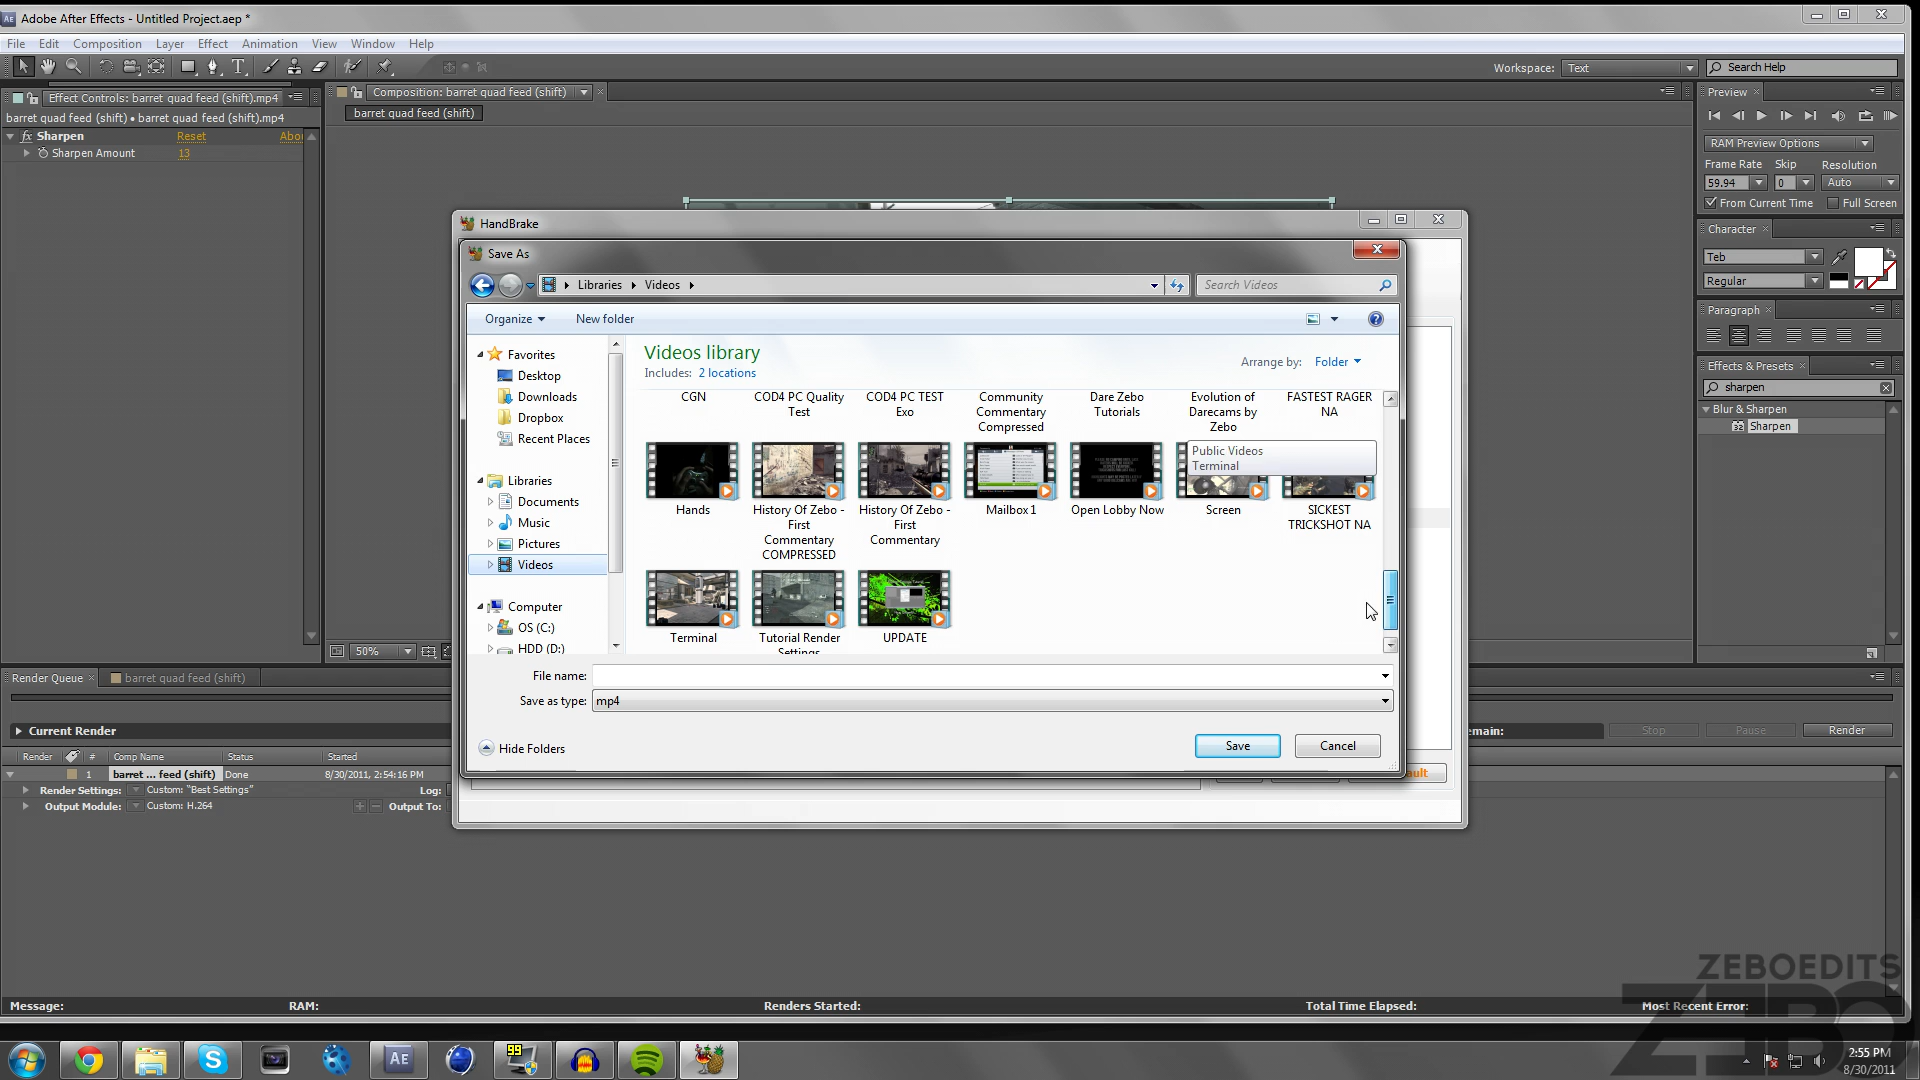 Adobe After Effects - Untitled Project.aep *
File Edit Composition Layer Effect Animation View Window Help
Workspace: Text
Search Help
Effect Controls: barret quad feed (shift).mp4
barret quad feed (shift) • barret quad feed (shift).mp4
fx Sharpen Reset Abou
Sharpen Amount 13
Composition: barret quad feed (shift)
barret quad feed (shift)
Preview
RAM Preview Options
Frame Rate Skip Resolution
59.94 0 Auto
From Current Time Full Screen
Character
Teb
Regular
Paragraph
Effects & Presets
sharpen
Blur & Sharpen
32 Sharpen
HandBrake
Save As
Libraries Videos
Search Videos
Organize New folder
Favorites
Desktop
Downloads
Dropbox
Recent Places
Libraries
Documents
Music
Pictures
Videos
Computer
OS (C:)
HDD (D:)
Videos library
Includes: 2 locations
Arrange by: Folder
CGN
COD4 PC Quality
Test
COD4 PC TEST
Exo
Community
Commentary
Compressed
Dare Zebo
Tutorials
Evolution of
Darecams by
Zebo
FASTEST RAGER
NA
Public Videos
Terminal
Hands
History Of Zebo -
First
Commentary
COMPRESSED
History Of Zebo -
First
Commentary
Mailbox 1
Open Lobby Now
Screen
SICKEST
TRICKSHOT NA
Terminal
Tutorial Render
Settings
UPDATE
File name:
Save as type: mp4
Hide Folders
Save Cancel
ault
50%
Render Queue
barret quad feed (shift)
Current Render
emain:
Stop Pause Render
Render # Comp Name Status Started
1 barret ... feed (shift) Done 8/30/2011, 2:54:16 PM
Render Settings: Custom: "Best Settings" Log:
Output Module: Custom: H.264 Output To:
Message: RAM: Renders Started: Total Time Elapsed: Most Recent Error:
ZEBOEDITS
ZEBO
AE
99
2:55 PM
8/30/2011